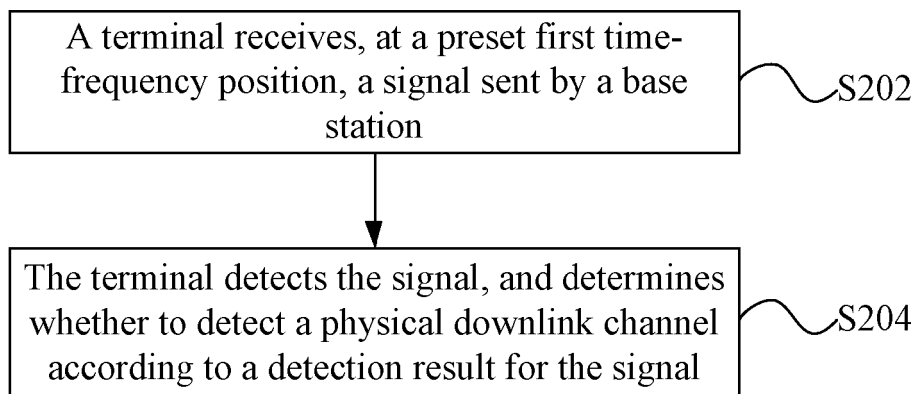 A terminal receives, at a preset first time-
frequency position, a signal sent by a base
station
S202
The terminal detects the signal, and determines
whether to detect a physical downlink channel
according to a detection result for the signal
S204